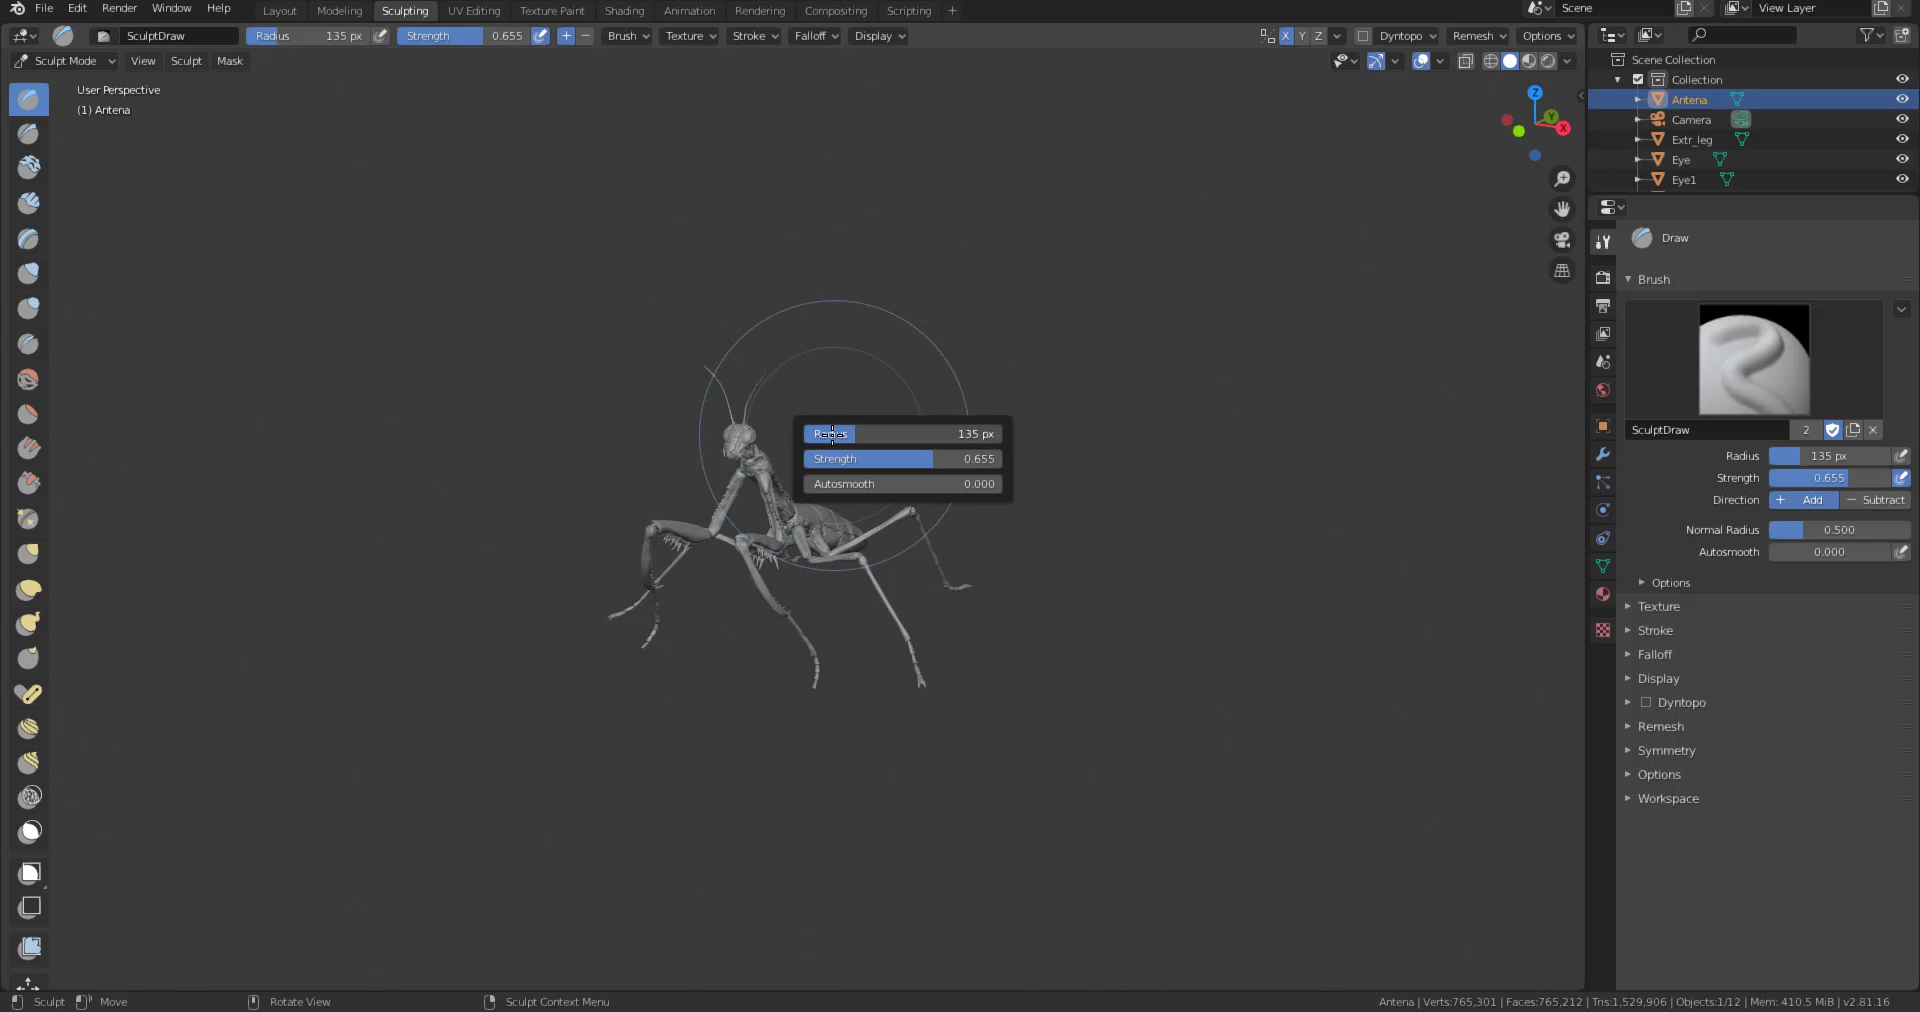 File Edit Render Window Help Layout Modeling Sculpting UV Editing Texture Paint Shading Animation Rendering Compositing Scripting + Scene View Layer
SculptDraw Radius 135 px Strength 0.655 + − Brush Texture Stroke Falloff Display X Y Z Dyntopo Remesh Options
Sculpt Mode View Sculpt Mask
User Perspective
(1) Antena
Z
Y
X
Scene Collection
Collection
Antena
Camera
Extr_leg
Eye
Eye1
Draw
Brush
SculptDraw 2
Radius 135 px
Strength 0.655
Direction + Add − Subtract
Normal Radius 0.500
Autosmooth 0.000
Options
Texture
Stroke
Falloff
Display
Dyntopo
Remesh
Symmetry
Options
Workspace
Radius 135 px
Strength 0.655
Autosmooth 0.000
Sculpt Move Rotate View Sculpt Context Menu Antena | Verts:765,301 | Faces:765,212 | Tris:1,529,906 | Objects:1/12 | Mem: 410.5 MiB | v2.81.16